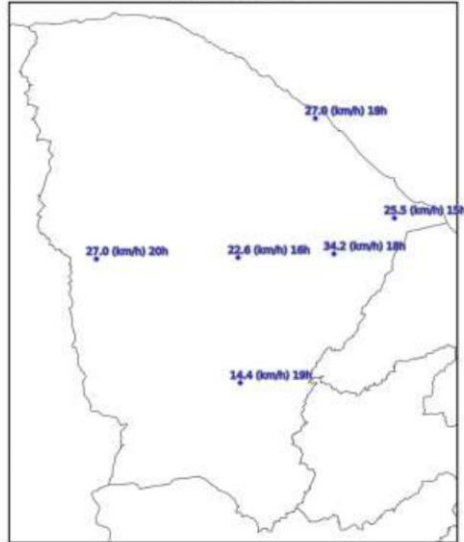 27.0 (km/h) 18h
25.5 (km/h) 15h
34.2 (km/h) 18h
22.6 (km/h) 16h
27.0 (km/h) 20h
14.4 (km/h) 19h